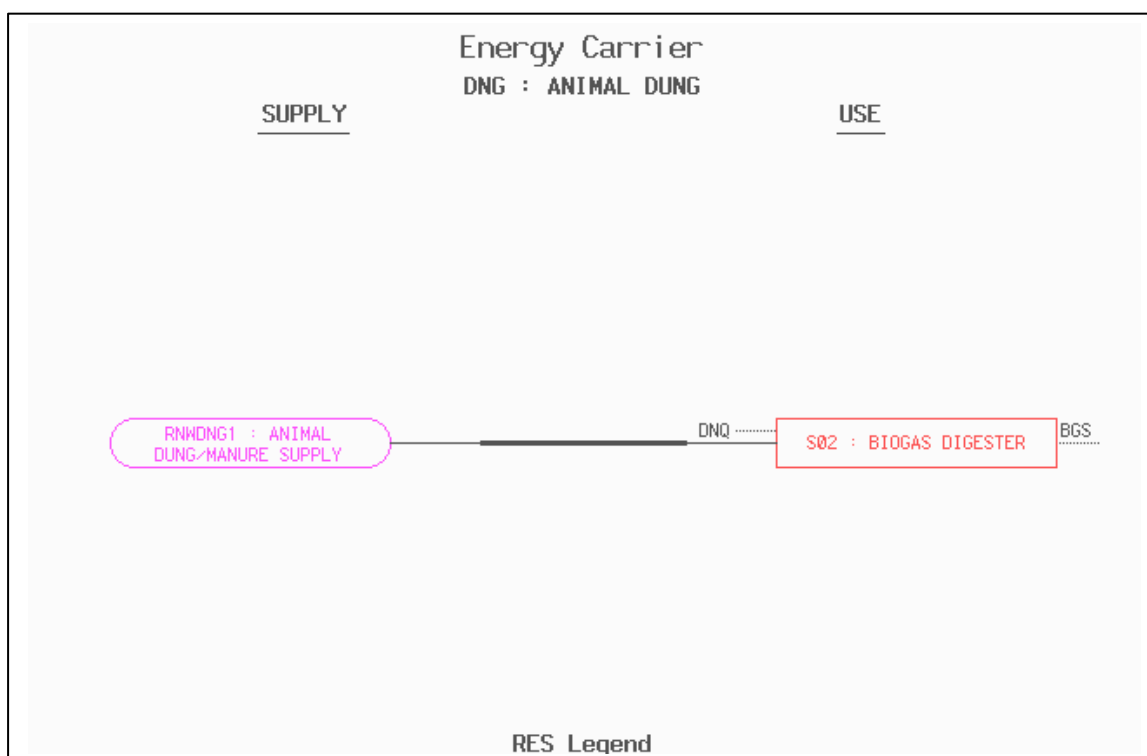 Energy Carrier
DNG : ANIMAL DUNG
SUPPLY
USE
RNWDNG1 : ANIMAL
DUNG/MANURE SUPPLY
DNQ
S02 : BIOGAS DIGESTER
BGS
RES Legend